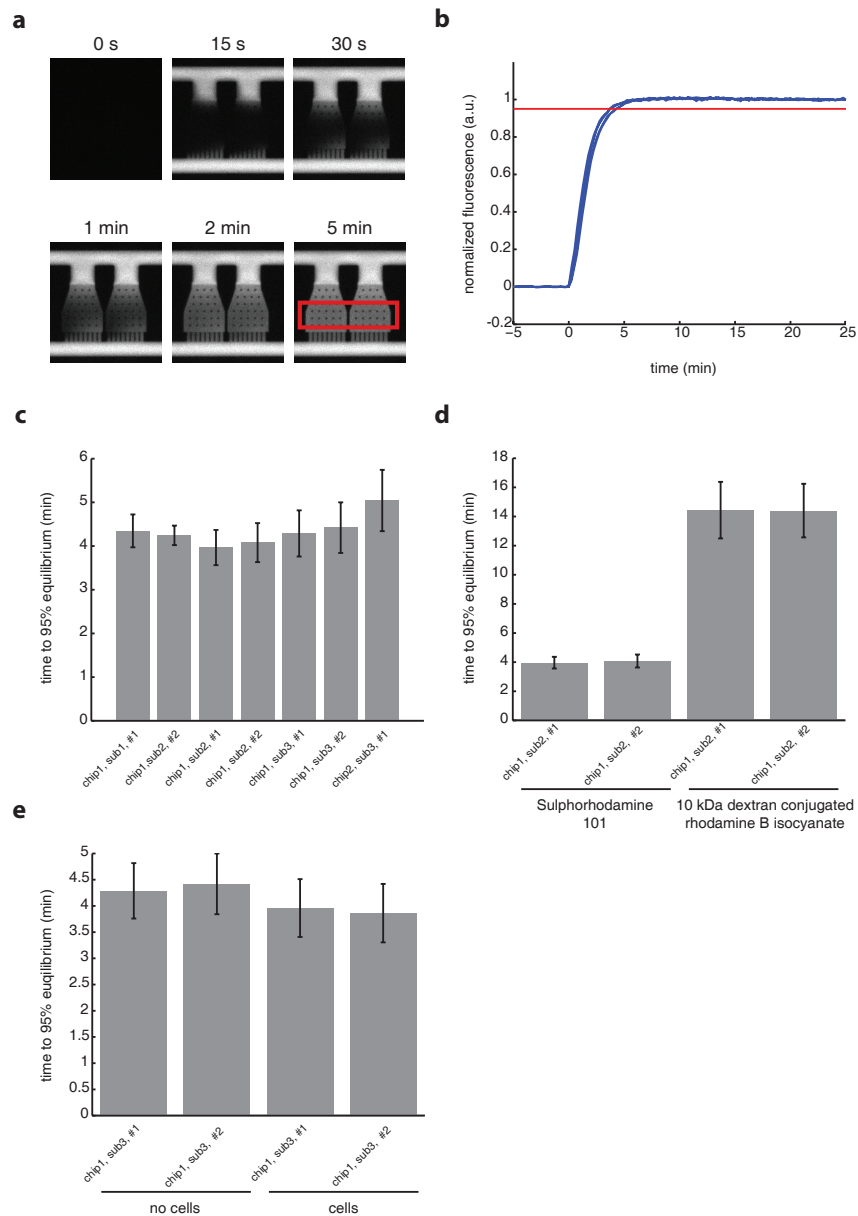 a
0 s
15 s
30 s
1 min
2 min
5 min
b
normalized fluorescence (a.u.)
1
0.8
0.6
0.4
0.2
0
-0.2
−5
0
5
10
15
20
25
time (min)
c
time to 95% equilibrium (min)
6
5
4
3
2
1
0
chip1, sub1, #1
chip1,sub2, #2
chip1, sub2, #1
chip1, sub2, #2
chip1, sub3, #1
chip1, sub3, #2
chip2, sub3, #1
d
time to 95% equilibrium (min)
18
16
14
12
10
8
6
4
2
0
chip1, sub2, #1
chip1, sub2, #2
chip1, sub2, #1
chip1, sub2, #2
Sulphorhodamine
101
10 kDa dextran conjugated
rhodamine B isocyanate
e
time to 95% euqilibrium (min)
5
4.5
4
3.5
3
2.5
2
1.5
1
0.5
0
chip1, sub3, #1
chip1, sub3, #2
chip1, sub3, #1
chip1, sub3, #2
no cells
cells